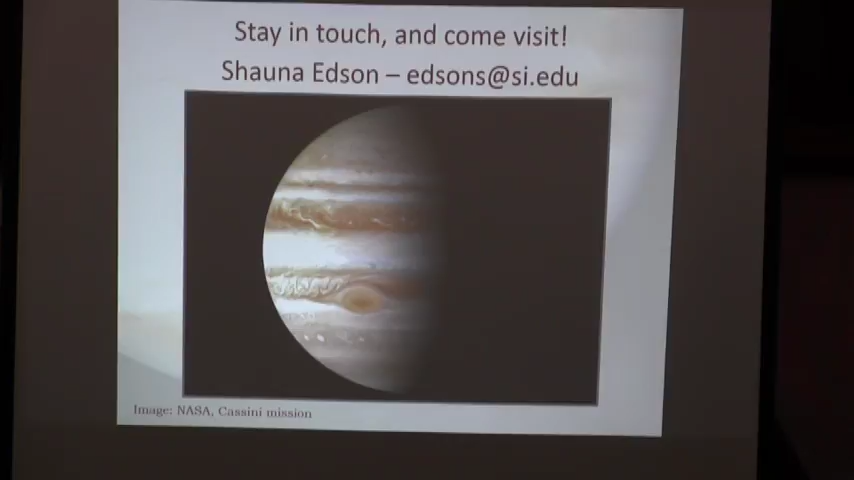 Stay in touch, and come visit!
Shauna Edson – edsons@si.edu
Image: NASA, Cassini mission